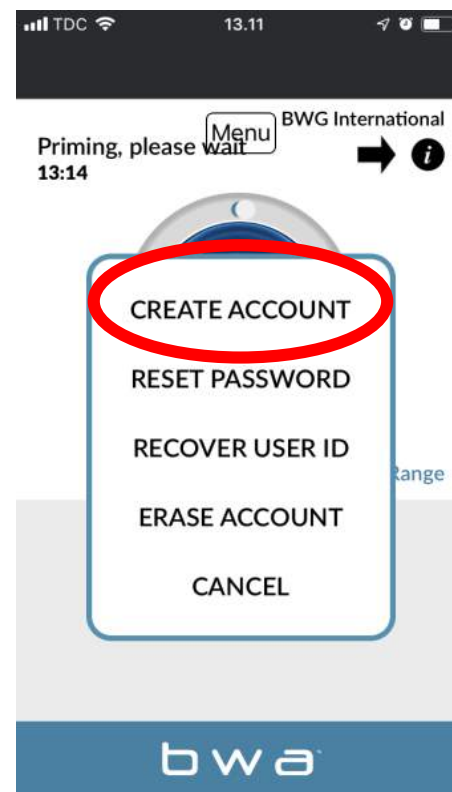 TDC 13.11
Menu BWG International
Priming, please wait
13:14
CREATE ACCOUNT
RESET PASSWORD
RECOVER USER ID
Range
ERASE ACCOUNT
CANCEL
bwa